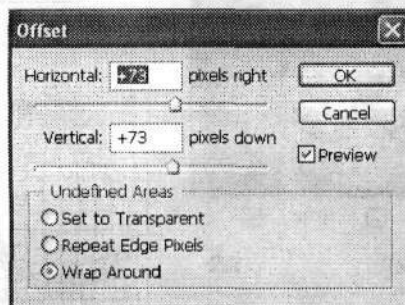 Offset
Horizontal: +73 pixels right
OK
Cancel
Vertical: +73 pixels down
Preview
Undefined Areas
Set to Transparent
Repeat Edge Pixels
Wrap Around